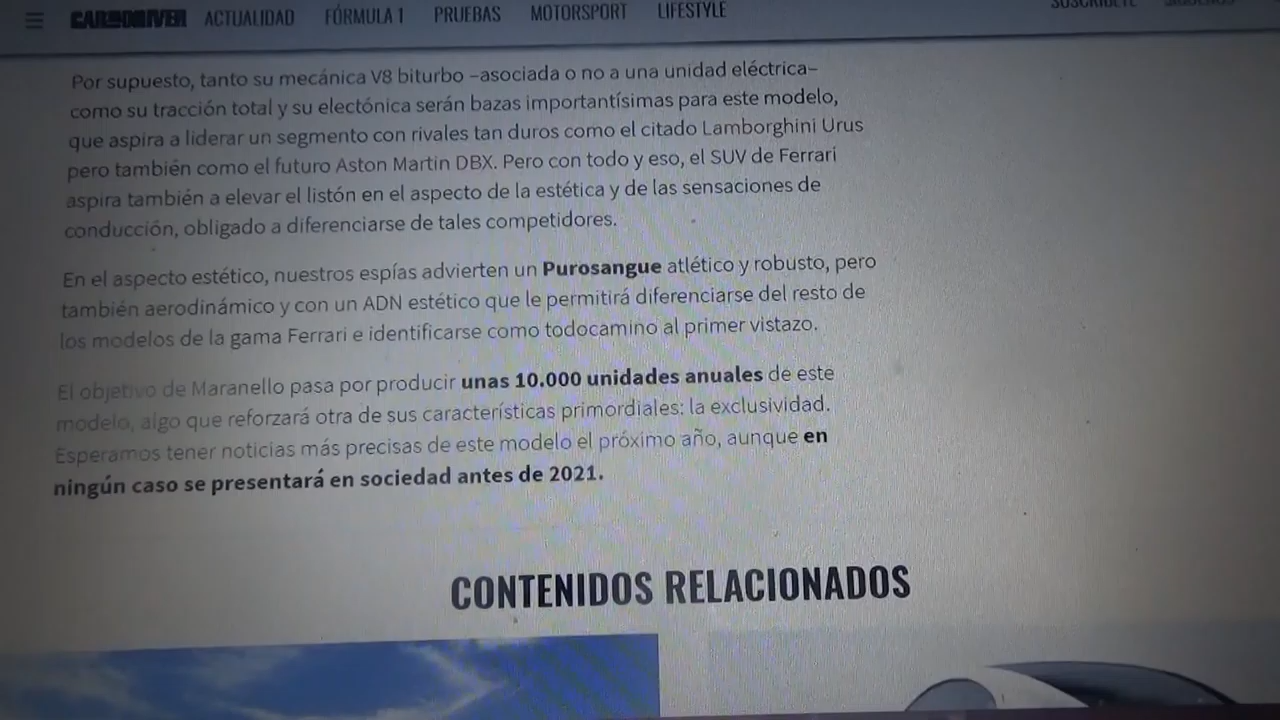 CAR AND DRIVER ACTUALIDAD FÓRMULA 1 PRUEBAS MOTORSPORT LIFESTYLE SUSCRÍBETE
Por supuesto, tanto su mecánica V8 biturbo –asociada o no a una unidad eléctrica–
como su tracción total y su electónica serán bazas importantísimas para este modelo,
que aspira a liderar un segmento con rivales tan duros como el citado Lamborghini Urus
pero también como el futuro Aston Martin DBX. Pero con todo y eso, el SUV de Ferrari
aspira también a elevar el listón en el aspecto de la estética y de las sensaciones de
conducción, obligado a diferenciarse de tales competidores.
En el aspecto estético, nuestros espías advierten un Purosangue atlético y robusto, pero
también aerodinámico y con un ADN estético que le permitirá diferenciarse del resto de
los modelos de la gama Ferrari e identificarse como todocamino al primer vistazo.
El objetivo de Maranello pasa por producir unas 10.000 unidades anuales de este
modelo, algo que reforzará otra de sus características primordiales: la exclusividad.
Esperamos tener noticias más precisas de este modelo el próximo año, aunque en
ningún caso se presentará en sociedad antes de 2021.
CONTENIDOS RELACIONADOS